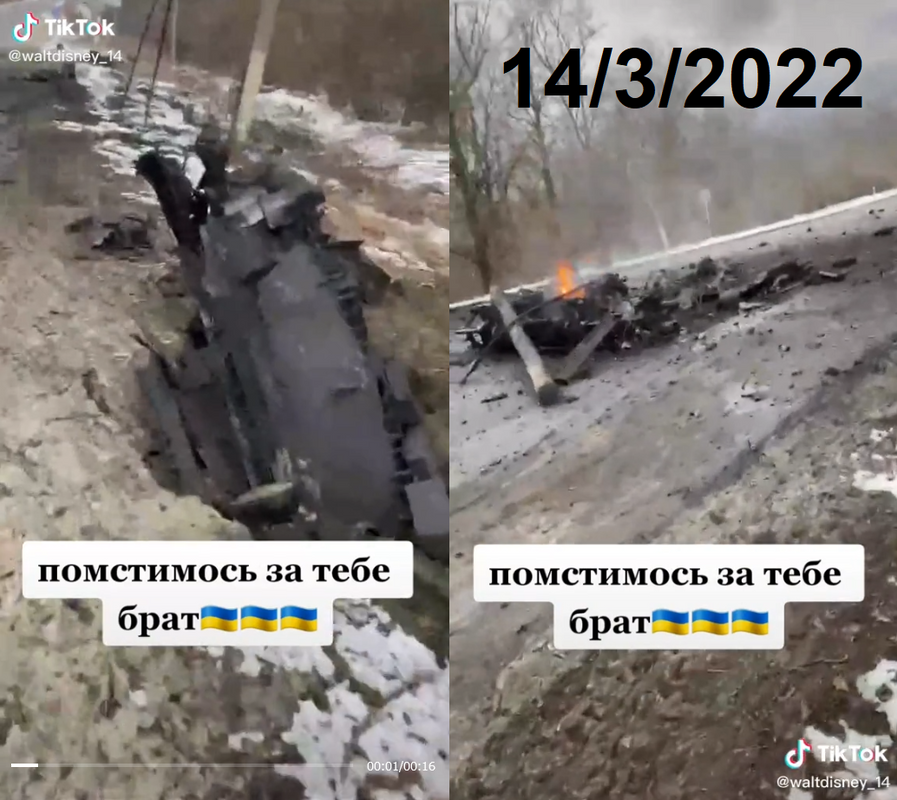 TikTok
@waltdisney_14
14/3/2022
помстимось за тебе
брат🇺🇦🇺🇦🇺🇦
помстимось за тебе
брат🇺🇦🇺🇦🇺🇦
00:01/00:16
TikTok
@waltdisney_14